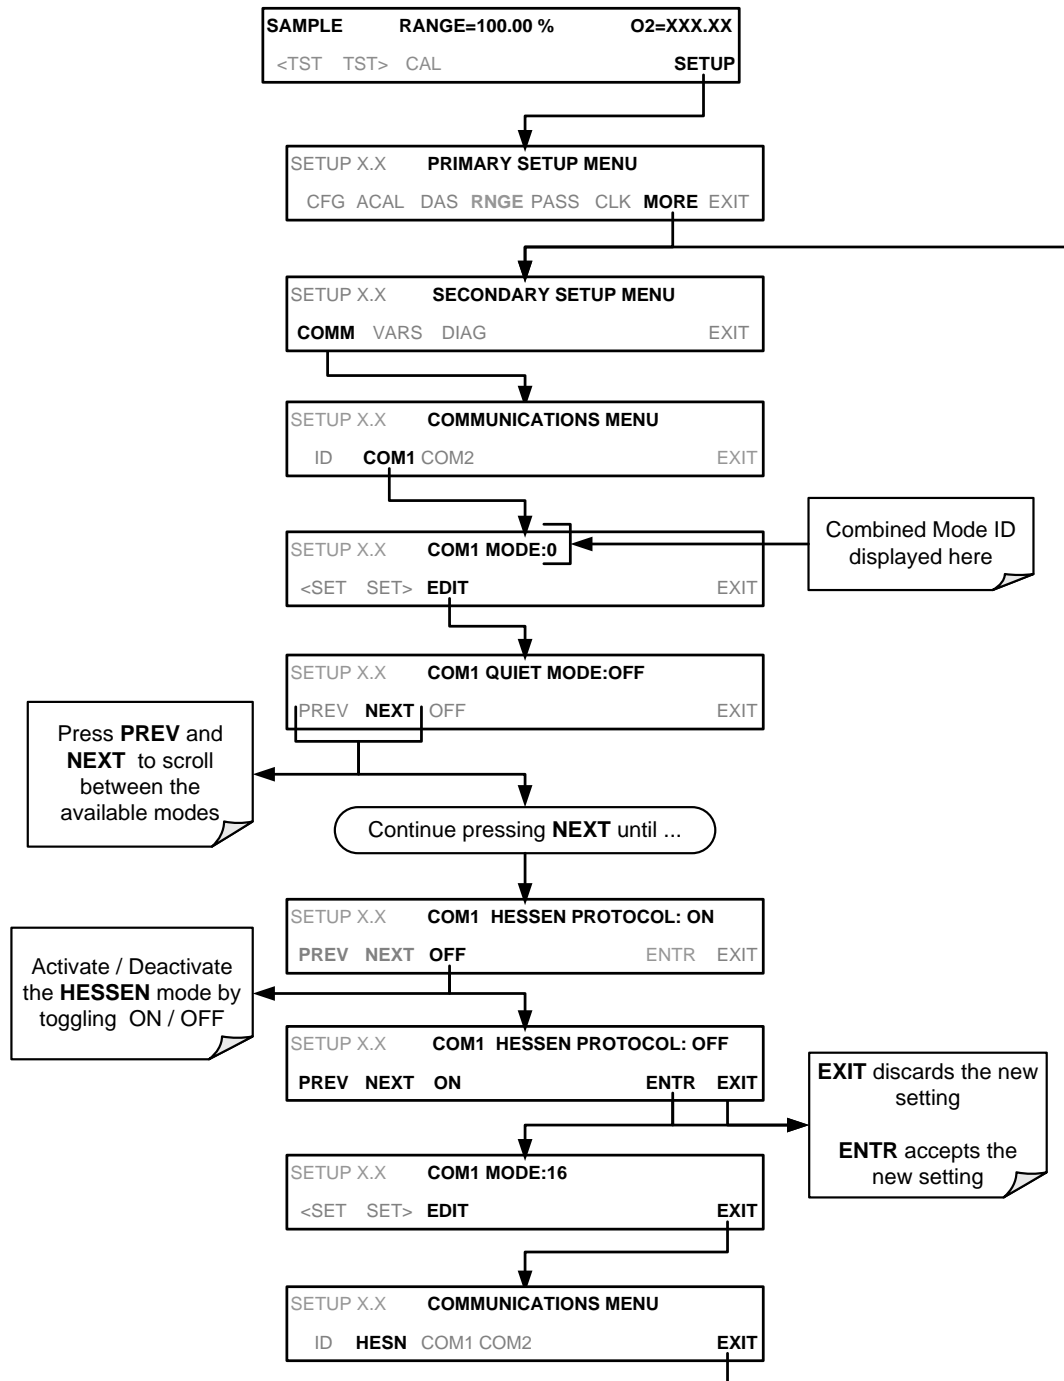 SAMPLE RANGE=100.00 % O2=XXX.XX
<TST TST> CAL SETUP
SETUP X.X PRIMARY SETUP MENU
CFG ACAL DAS RNGE PASS CLK MORE EXIT
SETUP X.X SECONDARY SETUP MENU
COMM VARS DIAG EXIT
SETUP X.X COMMUNICATIONS MENU
ID COM1 COM2 EXIT
SETUP X.X COM1 MODE:0
<SET SET> EDIT EXIT
Combined Mode ID
displayed here
SETUP X.X COM1 QUIET MODE:OFF
PREV NEXT OFF EXIT
Press PREV and
NEXT to scroll
between the
available modes
Continue pressing NEXT until ...
SETUP X.X COM1 HESSEN PROTOCOL: ON
PREV NEXT OFF ENTR EXIT
Activate / Deactivate
the HESSEN mode by
toggling ON / OFF
SETUP X.X COM1 HESSEN PROTOCOL: OFF
PREV NEXT ON ENTR EXIT
EXIT discards the new
setting
ENTR accepts the
new setting
SETUP X.X COM1 MODE:16
<SET SET> EDIT EXIT
SETUP X.X COMMUNICATIONS MENU
ID HESN COM1 COM2 EXIT